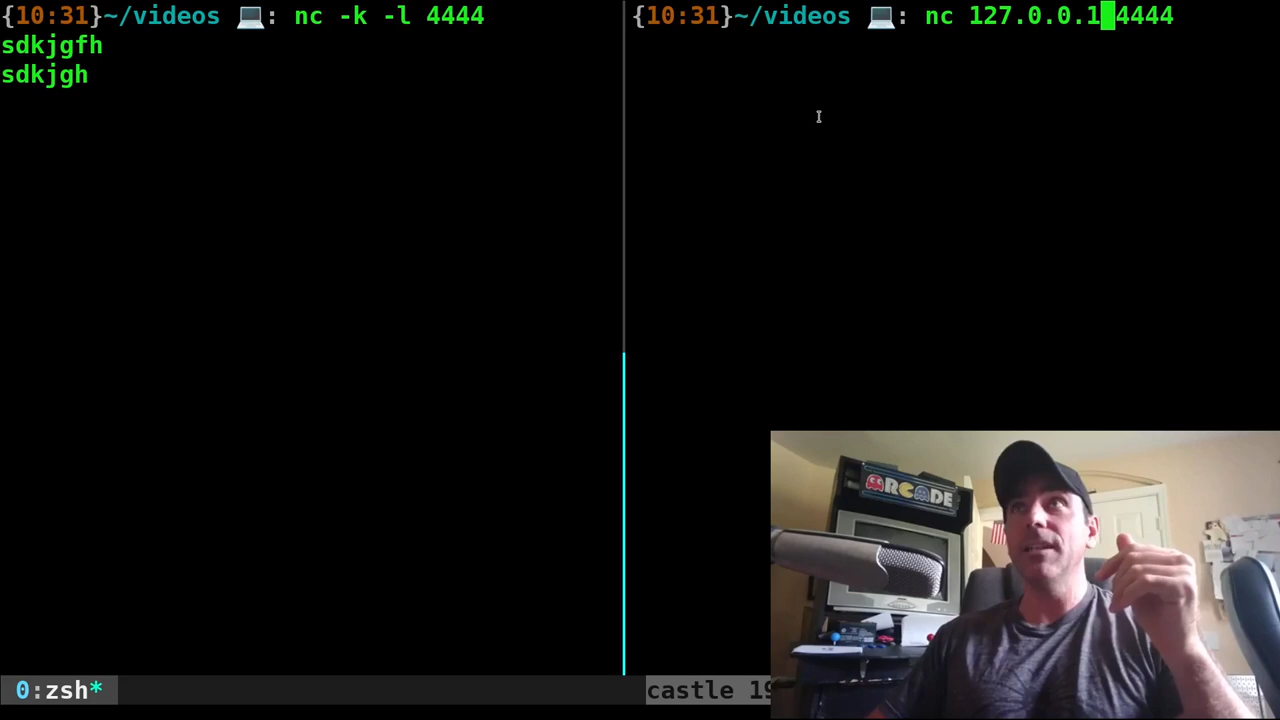 {10:31}~/videos 💻: nc -k -l 4444
sdkjgfh
sdkjgh
{10:31}~/videos 💻: nc 127.0.0.1 4444
ARCADE
0:zsh*
castle 19